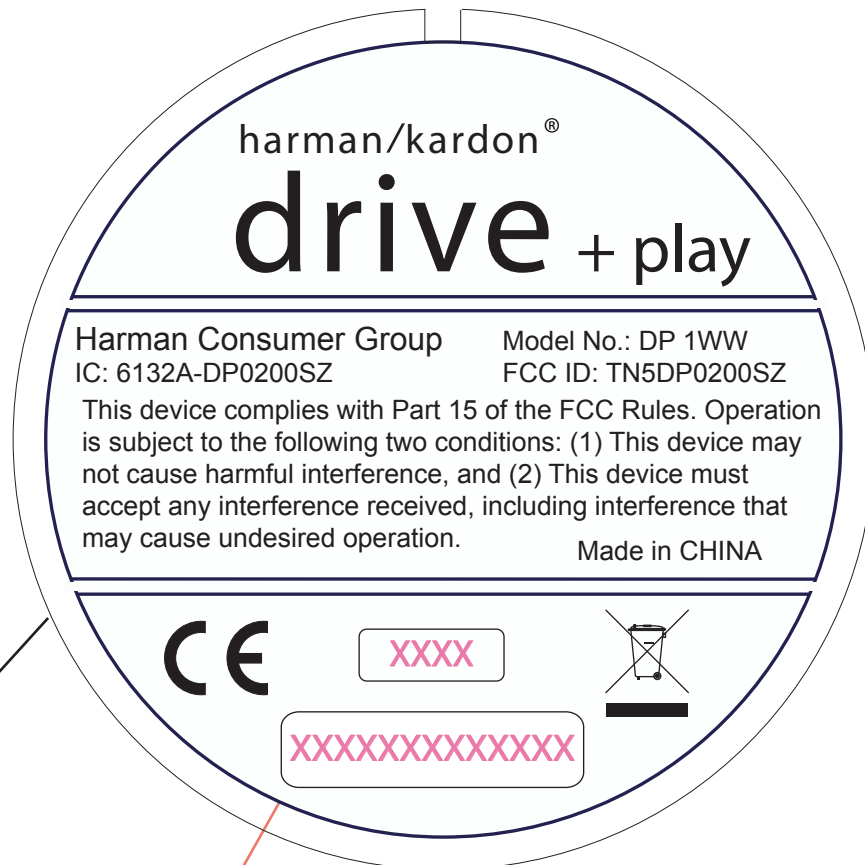 harman/kardon®
drive + play
Harman Consumer Group Model No.: DP 1WW
IC: 6132A-DP0200SZ FCC ID: TN5DP0200SZ
This device complies with Part 15 of the FCC Rules. Operation
is subject to the following two conditions: (1) This device may
not cause harmful interference, and (2) This device must
accept any interference received, including interference that
may cause undesired operation.
Made in CHINA
CE
XXXX
XXXXXXXXXXXXX